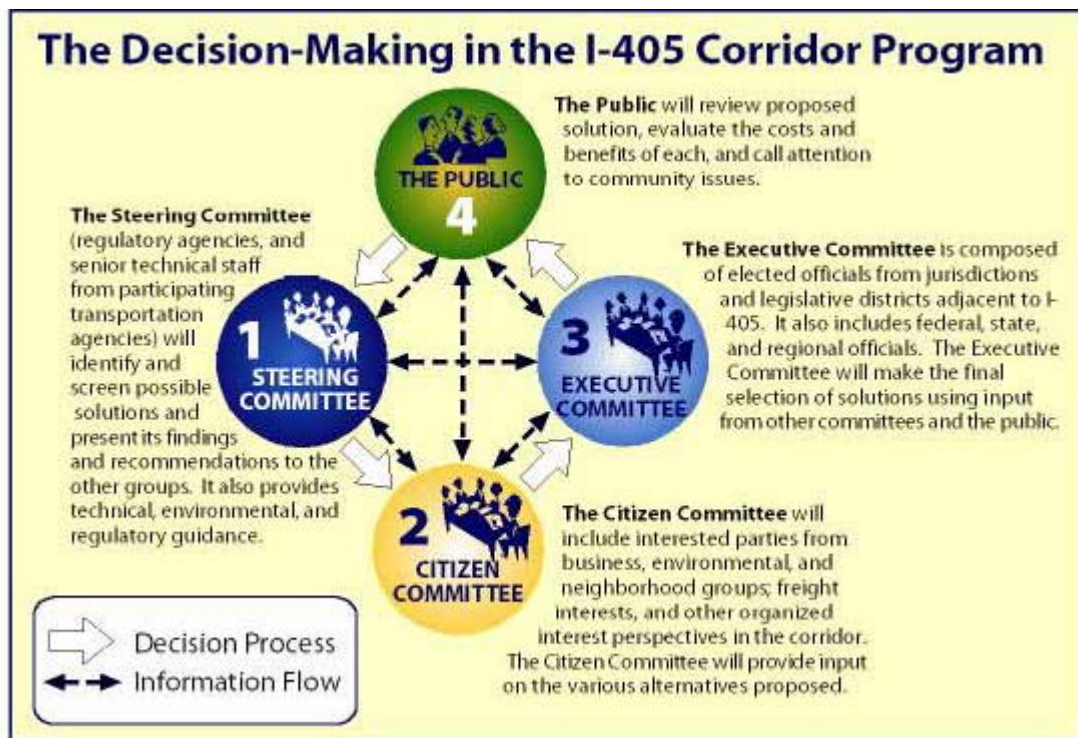 The Decision-Making in the I-405 Corridor Program
The Public will review proposed
solution, evaluate the costs and
benefits of each, and call attention
to community issues.
THE PUBLIC
4
The Steering Committee
(regulatory agencies, and
senior technical staff
from participating
transportation
agencies) will
identify and
screen possible
solutions and
present its findings
and recommendations to the
other groups. It also provides
technical, environmental, and
regulatory guidance.
1
STEERING
COMMITTEE
3
EXECUTIVE
COMMITTEE
The Executive Committee is composed
of elected officials from jurisdictions
and legislative districts adjacent to I-
405. It also includes federal, state,
and regional officials. The Executive
Committee will make the final
selection of solutions using input
from other committees and the public.
2
CITIZEN
COMMITTEE
The Citizen Committee will
include interested parties from
business, environmental, and
neighborhood groups; freight
interests, and other organized
interest perspectives in the corridor.
The Citizen Committee will provide input
on the various alternatives proposed.
Decision Process
Information Flow